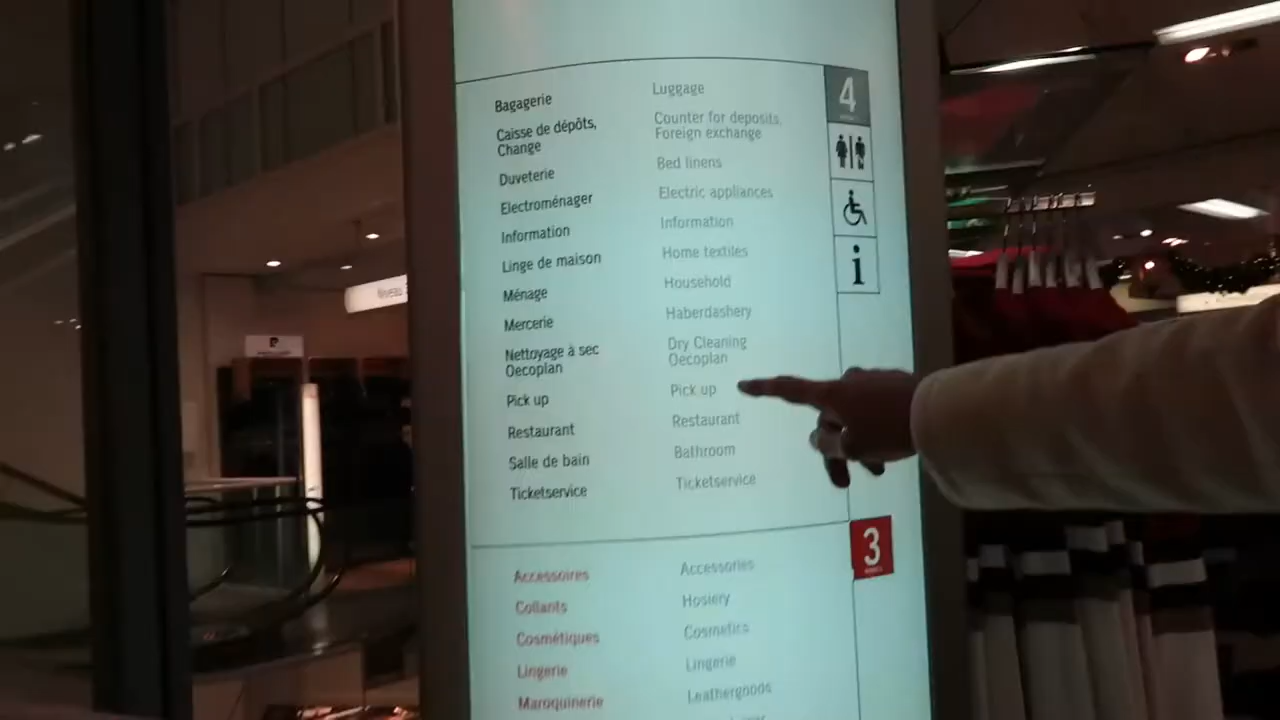 Bagagerie
Luggage
4
Caisse de dépôts,
Change
Counter for deposits,
Foreign exchange
Duveterie
Bed linens
Electroménager
Electric appliances
Information
Information
i
Linge de maison
Home textiles
Ménage
Household
Mercerie
Haberdashery
Nettoyage à sec
Oecoplan
Dry Cleaning
Oecoplan
Pick up
Pick up
Restaurant
Restaurant
Salle de bain
Bathroom
Ticketservice
Ticketservice
3
Accessoires
Accessories
Collants
Hosiery
Cosmétiques
Cosmetics
Lingerie
Lingerie
Maroquinerie
Leathergoods
Niveau